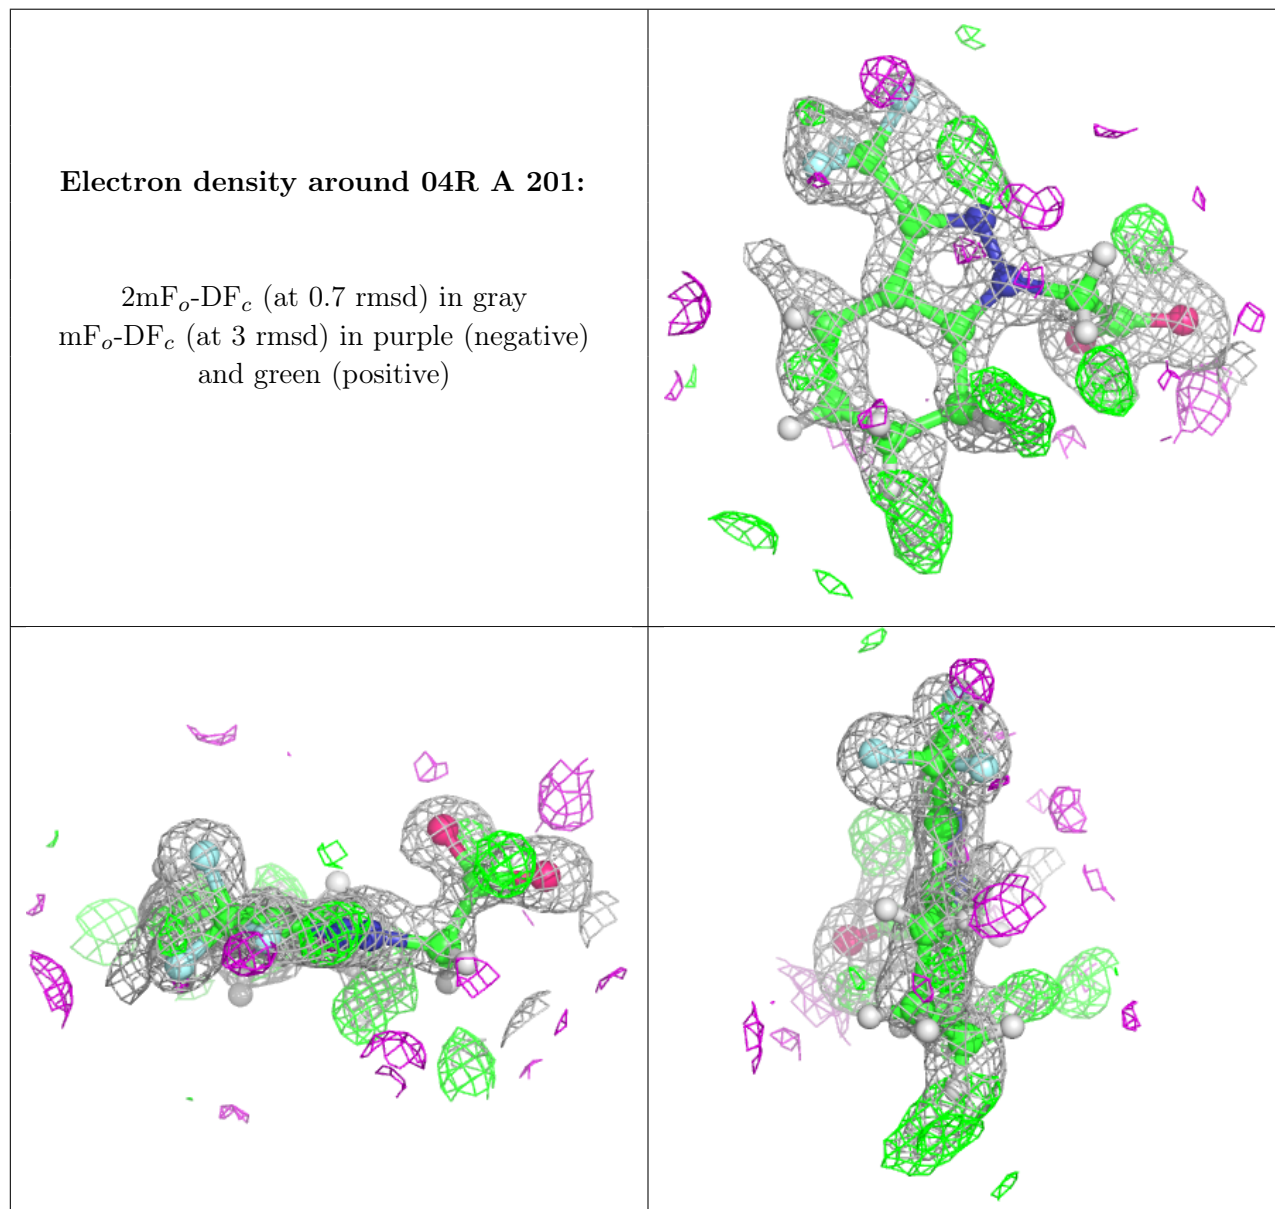 Electron density around 04R A 201:
2mFo-DFc (at 0.7 rmsd) in gray
mFo-DFc (at 3 rmsd) in purple (negative)
and green (positive)